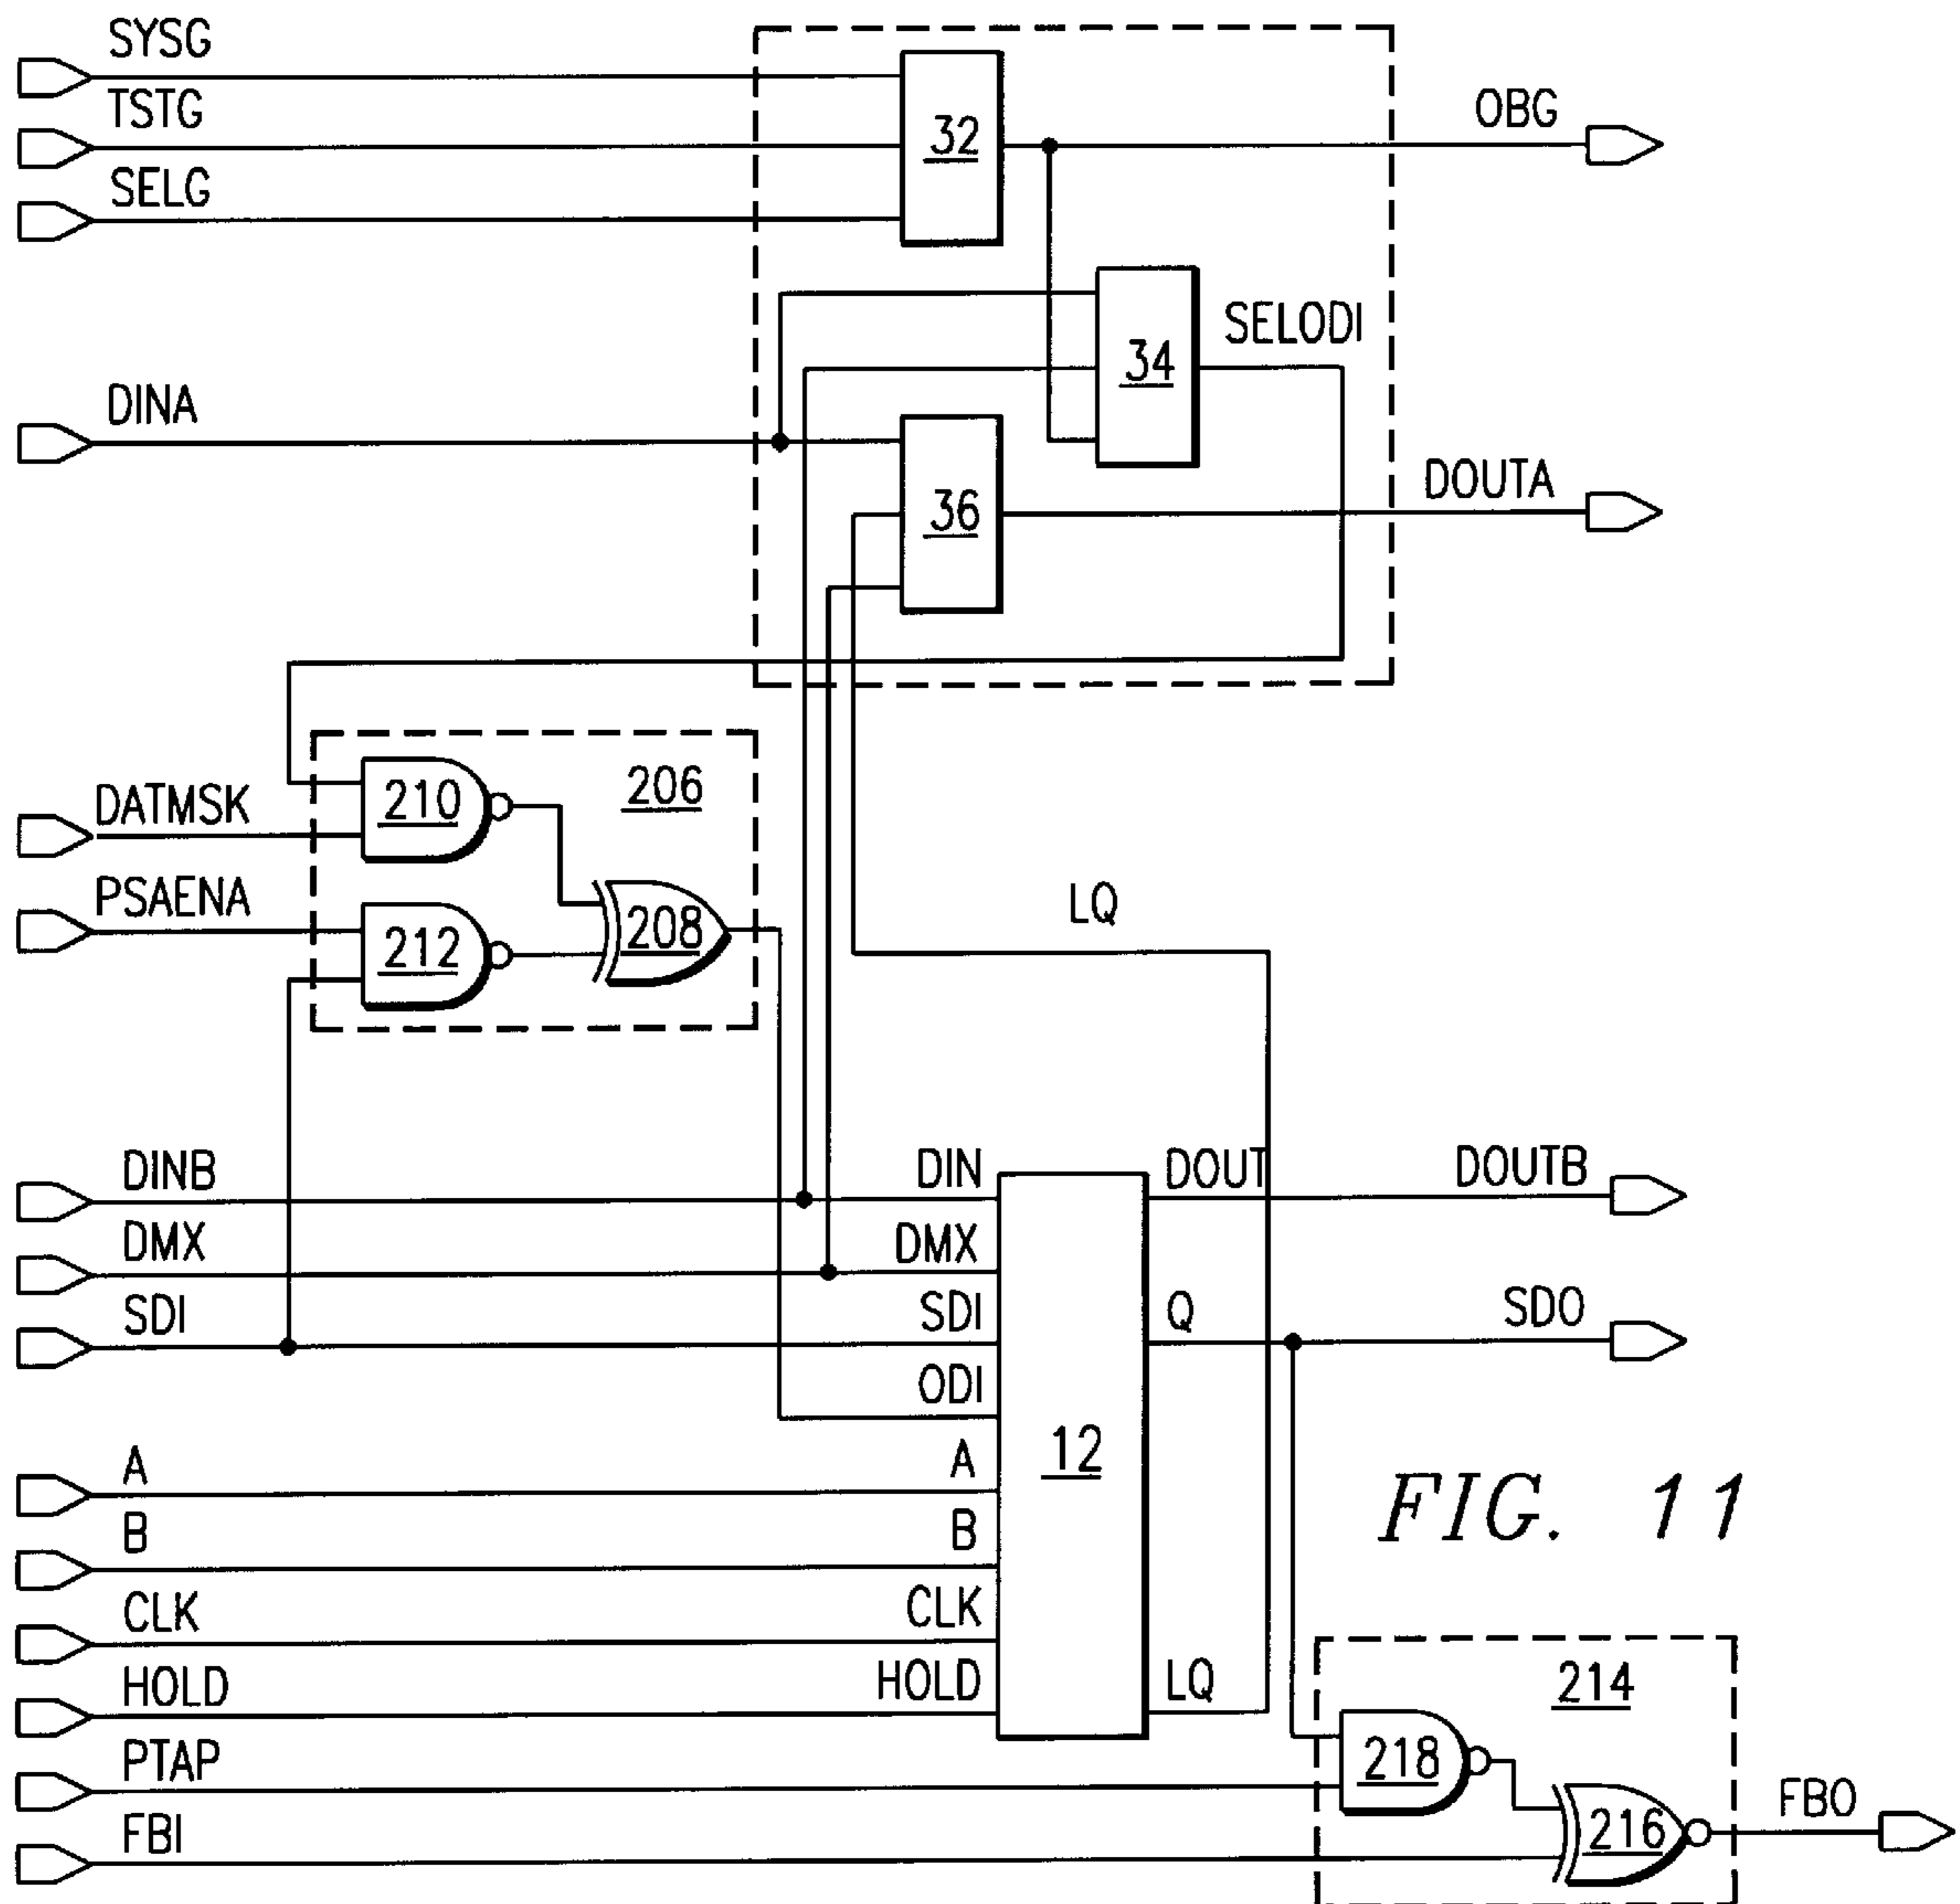 SYSG
TSTG
SELG
32
OBG
34
SELODI
DINA
36
DOUTA
DATMSK
210
206
PSAENA
212
208
LQ
DINB
DIN
DOUT
DOUTB
DMX
DMX
SDI
SDI
Q
SDO
ODI
12
A
A
B
B
FIG. 11
CLK
CLK
HOLD
HOLD
LQ
214
PTAP
218
FBI
216
FBO